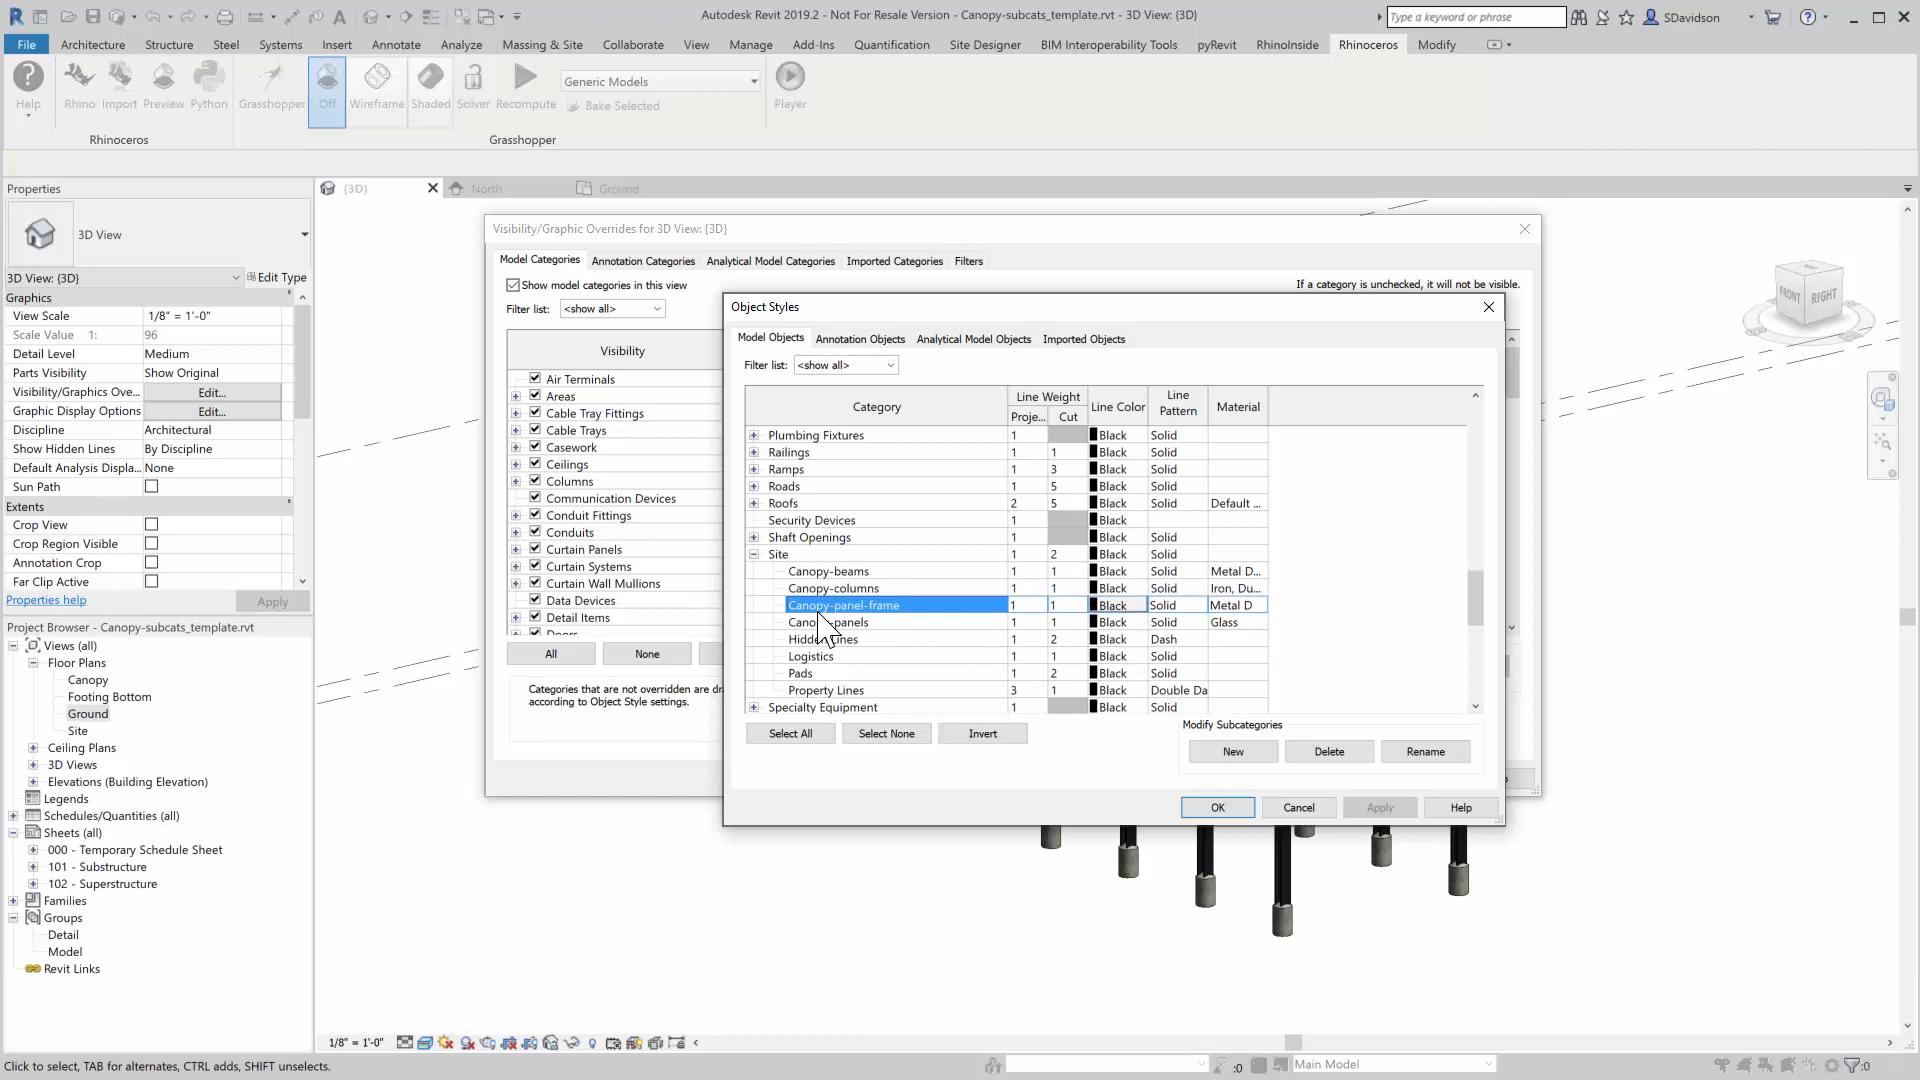 Autodesk Revit 2019.2 - Not For Resale Version - Canopy-subcats_template.rvt - 3D View: {3D}
Type a keyword or phrase
SDavidson
File Architecture Structure Steel Systems Insert Annotate Analyze Massing & Site Collaborate View Manage Add-Ins Quantification Site Designer BIM Interoperability Tools pyRevit RhinoInside Rhinoceros Modify
Help Rhino Import Preview Python Grasshopper Off Wireframe Shaded Solver Recompute
Generic Models
Bake Selected
Player
Rhinoceros Grasshopper
Properties
{3D} North Ground
3D View
3D View: {3D} Edit Type
Graphics
View Scale 1/8" = 1'-0"
Scale Value 1: 96
Detail Level Medium
Parts Visibility Show Original
Visibility/Graphics Ove... Edit...
Graphic Display Options Edit...
Discipline Architectural
Show Hidden Lines By Discipline
Default Analysis Displa... None
Sun Path
Extents
Crop View
Crop Region Visible
Annotation Crop
Far Clip Active
Properties help Apply
Project Browser - Canopy-subcats_template.rvt
Views (all)
Floor Plans
Canopy
Footing Bottom
Ground
Site
Ceiling Plans
3D Views
Elevations (Building Elevation)
Legends
Schedules/Quantities (all)
Sheets (all)
000 - Temporary Schedule Sheet
101 - Substructure
102 - Superstructure
Families
Groups
Detail
Model
Revit Links
Visibility/Graphic Overrides for 3D View: {3D}
Model Categories Annotation Categories Analytical Model Categories Imported Categories Filters
Show model categories in this view
If a category is unchecked, it will not be visible.
Filter list: <show all>
Visibility
Air Terminals
Areas
Cable Tray Fittings
Cable Trays
Casework
Ceilings
Columns
Communication Devices
Conduit Fittings
Conduits
Curtain Panels
Curtain Systems
Curtain Wall Mullions
Data Devices
Detail Items
Doors
All None
Categories that are not overridden are dr
according to Object Style settings.
Object Styles
Model Objects Annotation Objects Analytical Model Objects Imported Objects
Filter list: <show all>
Category Line Weight Line Color Line Pattern Material
Proje... Cut
Plumbing Fixtures 1 Black Solid
Railings 1 1 Black Solid
Ramps 1 3 Black Solid
Roads 1 5 Black Solid
Roofs 2 5 Black Solid Default ...
Security Devices 1 Black
Shaft Openings 1 Black Solid
Site 1 2 Black Solid
Canopy-beams 1 1 Black Solid Metal D...
Canopy-columns 1 1 Black Solid Iron, Du...
Canopy-panel-frame 1 1 Black Solid Metal D
Cano -panels 1 1 Black Solid Glass
Hidd Lines 1 2 Black Dash
Logistics 1 1 Black Solid
Pads 1 2 Black Solid
Property Lines 3 1 Black Double Da
Specialty Equipment 1 Black Solid
Select All Select None Invert
Modify Subcategories
New Delete Rename
OK Cancel Apply Help
FRONT RIGHT
1/8" = 1'-0"
Click to select, TAB for alternates, CTRL adds, SHIFT unselects.
:0 Main Model :0